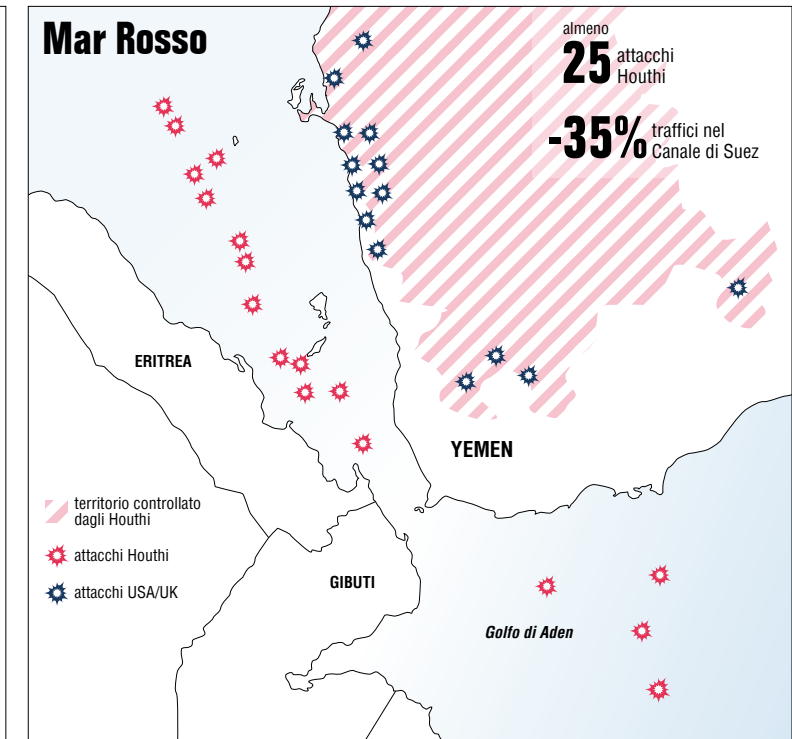 Mar Rosso
almeno
25 attacchi
Houthi
-35% traffici nel
Canale di Suez
ERITREA
YEMEN
territorio controllato
dagli Houthi
attacchi Houthi
attacchi USA/UK
GIBUTI
Golfo di Aden